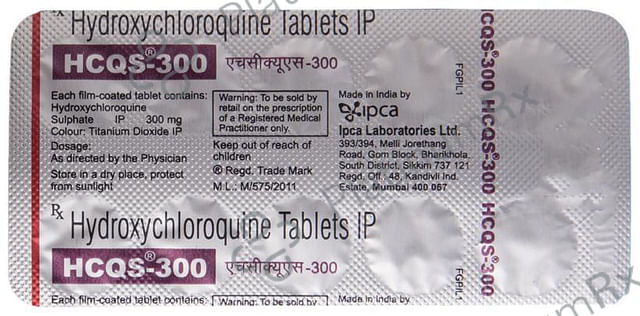 Rx Hydroxychloroquine Tablets IP
HCQS®-300 एचसीक्यूएस-300
Each film-coated tablet contains:
Hydroxychloroquine
Sulphate IP 300 mg
Colour: Titanium Dioxide IP
Dosage:
As directed by the Physician
Store in a dry place, protect
from sunlight
Warning: To be sold by
retail on the prescription
of a Registered Medical
Practitioner only.
Keep out of reach of
children
® Regd. Trade Mark
M.L.: M/575/2011
Made in India by
ipca
Ipca Laboratories Ltd.
393/394, Melli Jorethang
Road, Gom Block, Bharikhola,
South District, Sikkim 737 121
Regd. Off.: 48, Kandivli Ind.
Estate, Mumbai 400 067
FGPIL1
HCQS-300 HCQS-300 HCQS-300
Rx Hydroxychloroquine Tablets IP
HCQS®-300 एचसीक्यूएस-300
FGPIL1
Each film-coated tablet contains:
Warning: To be sold by
Made in India by